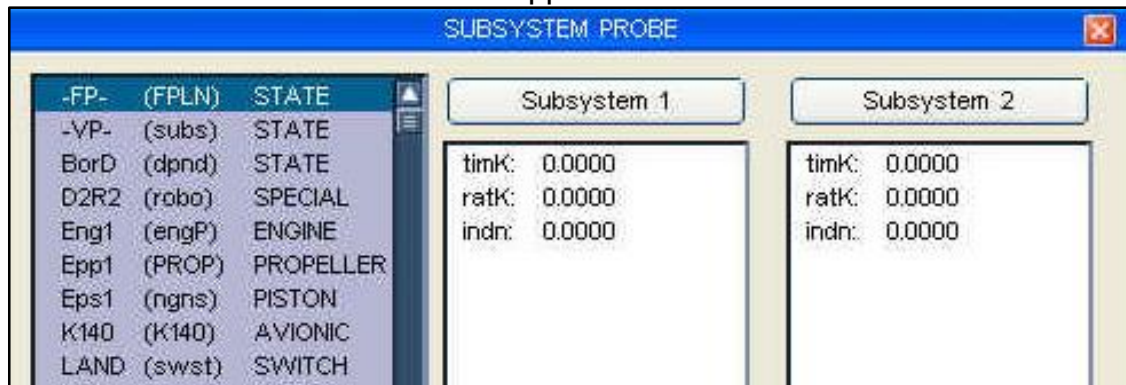 SUBSYSTEM PROBE
-FP- (FPLN) STATE
-VP- (subs) STATE
BorD (dpnd) STATE
D2R2 (robo) SPECIAL
Eng1 (engP) ENGINE
Epp1 (PROP) PROPELLER
Eps1 (ngns) PISTON
K140 (K140) AVIONIC
LAND (swst) SWITCH
Subsystem 1
timK: 0.0000
ratK: 0.0000
indn: 0.0000
Subsystem 2
timK: 0.0000
ratK: 0.0000
indn: 0.0000